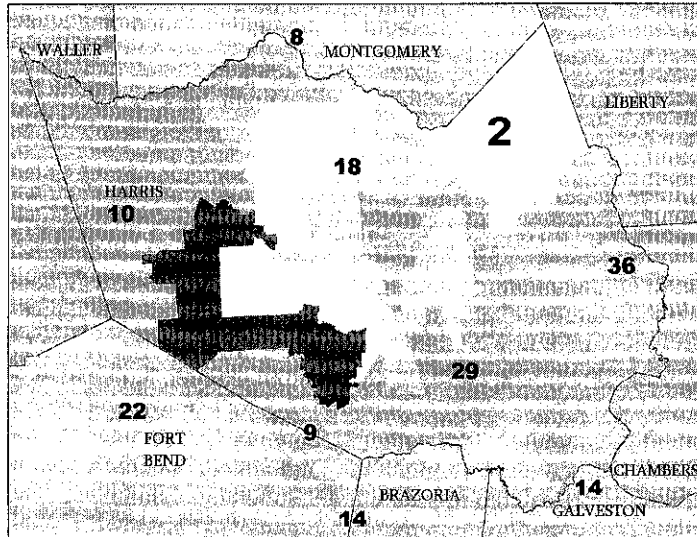 8
WALLER
MONTGOMERY
LIBERTY
2
18
HARRIS
10
36
29
22
FORT
BEND
9
CHAMBERS
14
BRAZORIA
GALVESTON
14